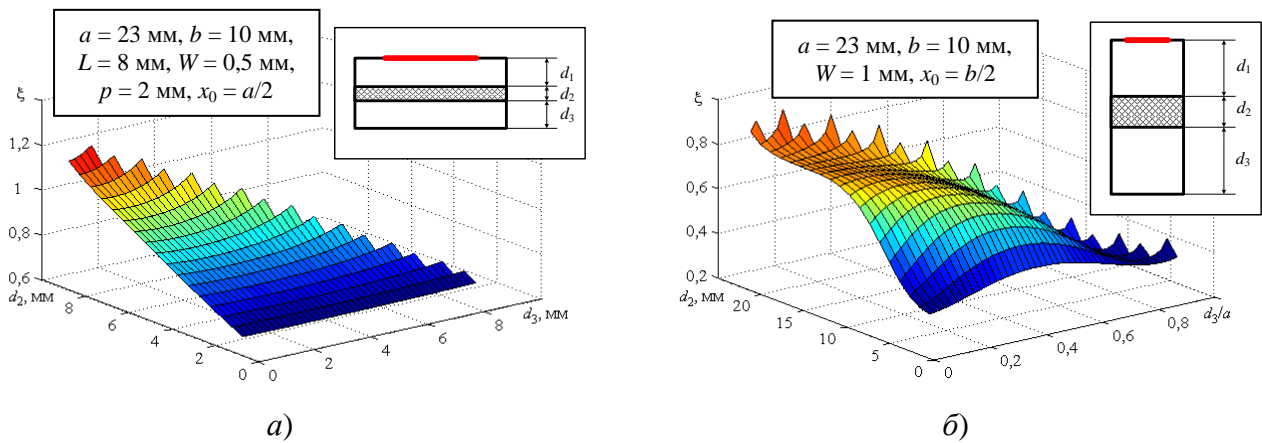 a = 23 мм, b = 10 мм,
L = 8 мм, W = 0,5 мм,
p = 2 мм, x₀ = a/2
d₁
d₂
d₃
ξ
1,2
1
0,8
0,6
d₂, мм
8
6
4
2
0
0
2
4
6
8
d₃, мм
а)
a = 23 мм, b = 10 мм,
W = 1 мм, x₀ = b/2
d₁
d₂
d₃
ξ
0,8
0,6
0,4
0,2
d₂, мм
20
15
10
5
0
0
0,2
0,4
0,6
0,8
d₃/a
б)